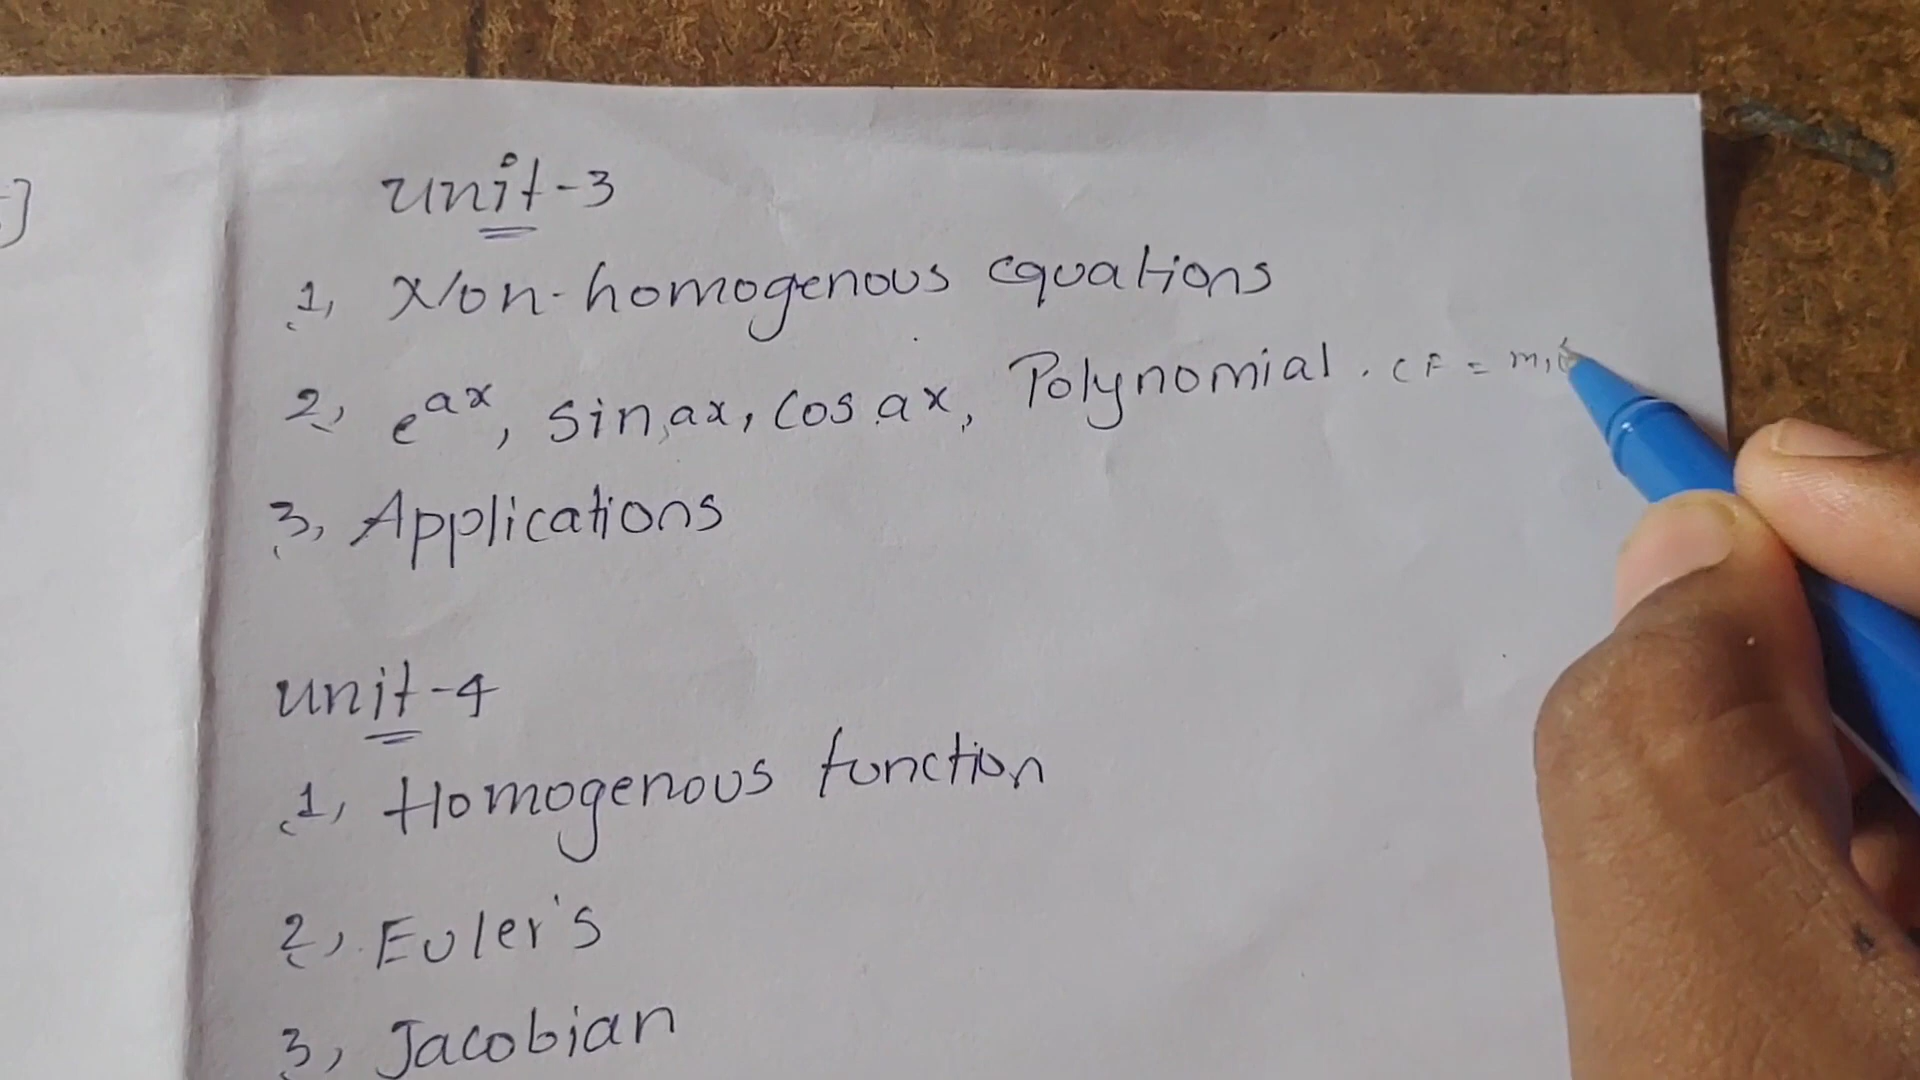 ]
Unit-3
1, Non-homogenous equations
2, e^ax, sin ax, cos ax, Polynomial. CF = m,
3, Applications
Unit-4
1, Homogenous function
2, Euler's
3, Jacobian